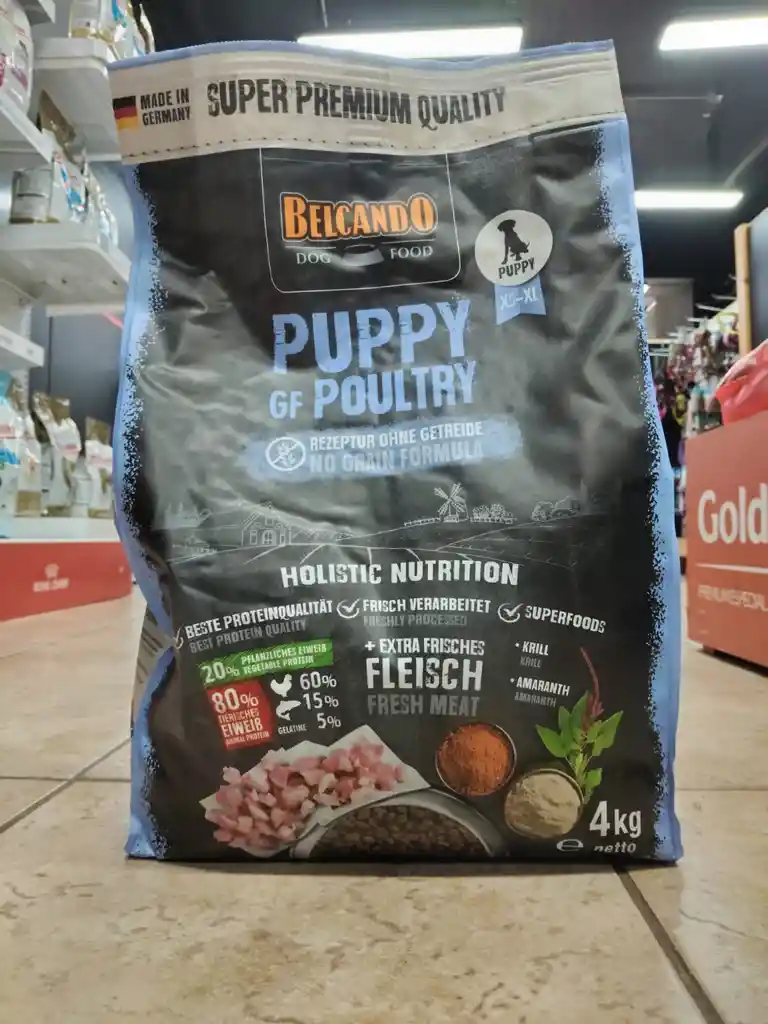 MADE IN
GERMANY
SUPER PREMIUM QUALITY
BELCANDO
DOG FOOD
PUPPY
XS-XL
PUPPY
GF POULTRY
REZEPTUR OHNE GETREIDE
NO GRAIN FORMULA
HOLISTIC NUTRITION
BESTE PROTEINQUALITÄT
BEST PROTEIN QUALITY
FRISCH VERARBEITET
FRESHLY PROCESSED
SUPERFOODS
20% PFLANZLICHES EIWEIß
VEGETABLE PROTEIN
80%
TIERISCHES
EIWEIß
ANIMAL PROTEIN
60%
15%
GELATINE 5%
+ EXTRA FRISCHES
FLEISCH
FRESH MEAT
• KRILL
KRILL
• AMARANTH
AMARANTH
4kg
e netto
Gold